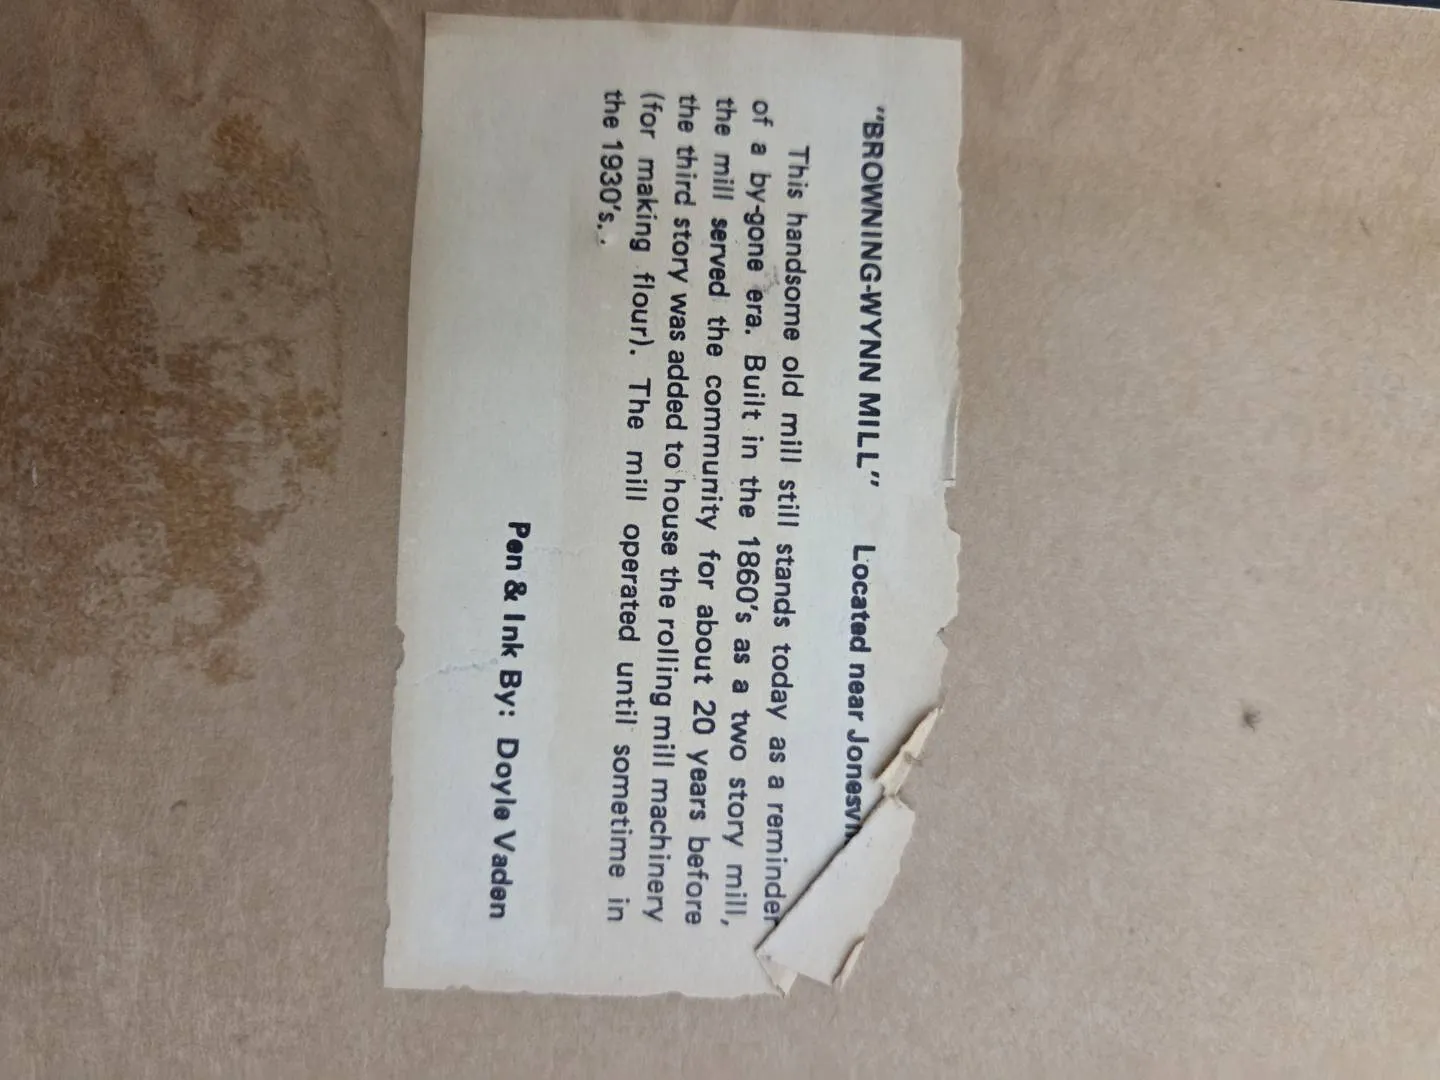 "BROWNING-WYNN MILL" Located near
This handsome old mill still stands today as a reminder
of a by-gone era. Built in the 1860's as a two story mill,
the mill served the community for about 20 years before
the third story was added to house the rolling mill machinery
(for making flour). The mill operated until sometime in
the 1930's.
Pen & Ink By: Doyle Vaden